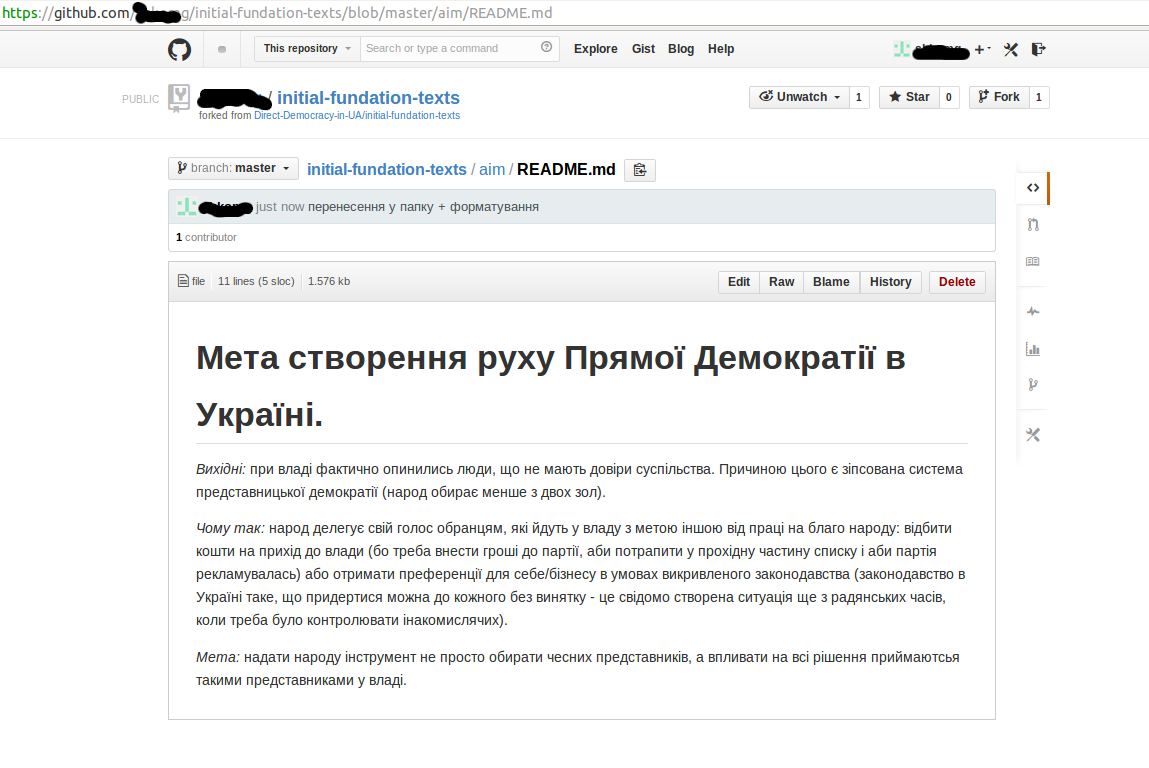 https://github.com/ /initial-fundation-texts/blob/master/aim/README.md
This repository Search or type a command Explore Gist Blog Help
PUBLIC / initial-fundation-texts Unwatch 1 Star 0 Fork 1
forked from Direct-Democracy-in-UA/initial-fundation-texts
branch: master initial-fundation-texts / aim / README.md
just now перенесення у папку + форматування
1 contributor
file 11 lines (5 sloc) 1.576 kb Edit Raw Blame History Delete
Мета створення руху Прямої Демократії в
Україні.
Вихідні: при владі фактично опинились люди, що не мають довіри суспільства. Причиною цього є зіпсована система
представницької демократії (народ обирає менше з двох зол).
Чому так: народ делегує свій голос обранцям, які йдуть у владу з метою іншою від праці на благо народу: відбити
кошти на прихід до влади (бо треба внести гроші до партії, аби потрапити у прохідну частину списку і аби партія
рекламувалась) або отримати преференції для себе/бізнесу в умовах викривленого законодавства (законодавство в
Україні таке, що придертися можна до кожного без винятку - це свідомо створена ситуація ще з радянських часів,
коли треба було контролювати інакомислячих).
Мета: надати народу інструмент не просто обирати чесних представників, а впливати на всі рішення приймаютсья
такими представниками у владі.